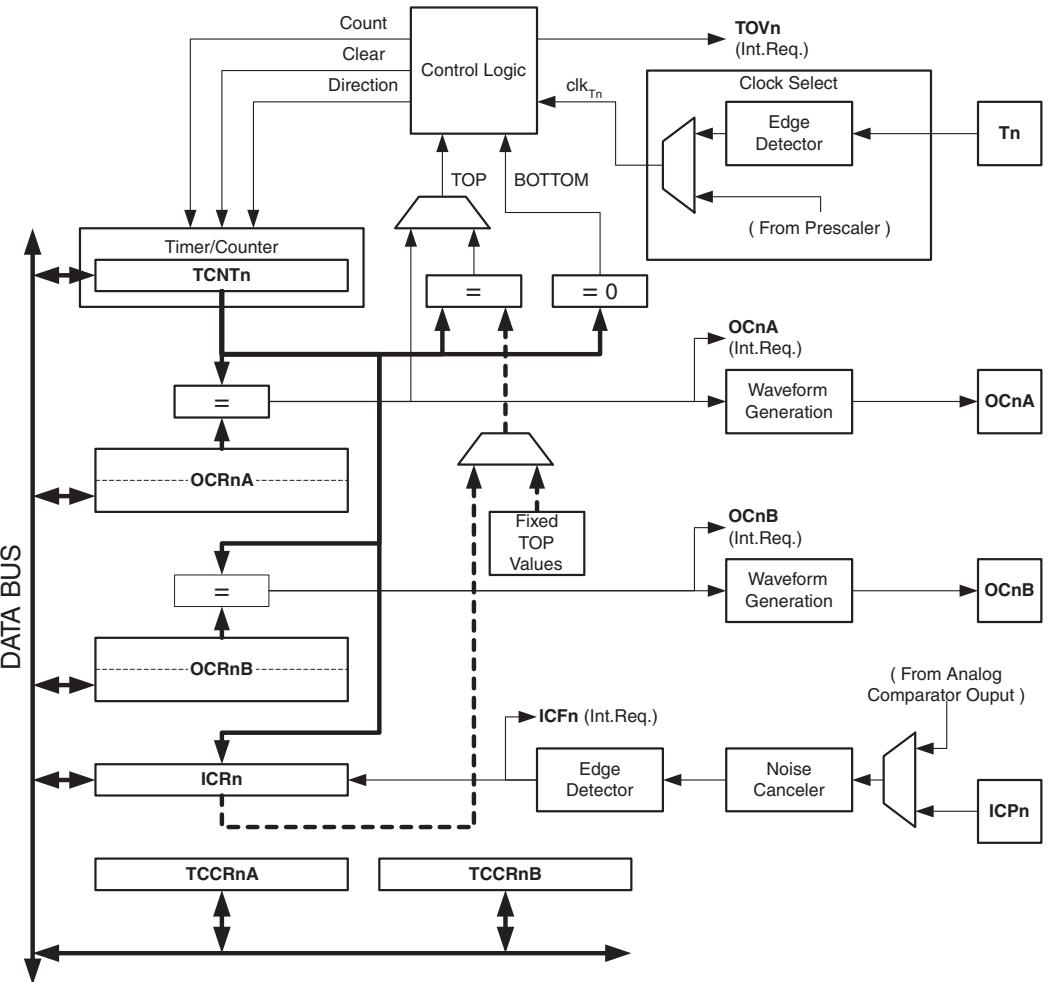 Count
Clear
Direction
Control Logic
TOVn
(Int.Req.)
clkTn
Clock Select
Edge
Detector
Tn
( From Prescaler )
TOP
BOTTOM
Timer/Counter
TCNTn
=
= 0
=
OCnA
(Int.Req.)
Waveform
Generation
OCnA
OCRnA
Fixed
TOP
Values
OCnB
(Int.Req.)
=
Waveform
Generation
OCnB
OCRnB
DATA BUS
( From Analog
Comparator Ouput )
ICFn (Int.Req.)
ICRn
Edge
Detector
Noise
Canceler
ICPn
TCCRnA
TCCRnB